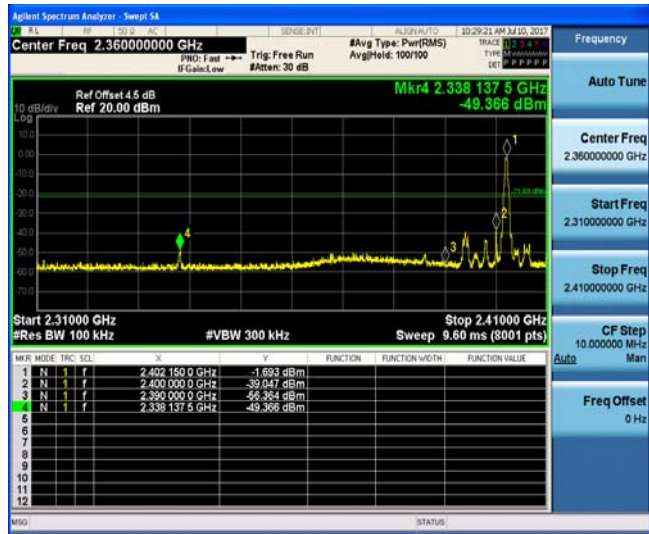 Agilent Spectrum Analyzer - Swept SA
RL RF 50 Ω AC SENSE:INT ALIGN AUTO 10:29:21 AM Jul 10, 2017
Center Freq 2.360000000 GHz
PNO: Fast
IFGain:Low
Trig: Free Run
#Atten: 30 dB
#Avg Type: Pwr(RMS)
Avg|Hold: 100/100
TRACE 1 2 3 4 5 6
TYPE
DET P P P P P P
Ref Offset 4.5 dB
10 dB/div Ref 20.00 dBm
Log
Mkr4 2.338 137 5 GHz
-49.366 dBm
10.0
0.00
-10.0
-20.0
-30.0
-40.0
-50.0
-60.0
-70.0
1
2
3
4
Start 2.31000 GHz Stop 2.41000 GHz
#Res BW 100 kHz #VBW 300 kHz Sweep 9.60 ms (8001 pts)
MKR MODE TRC SCL X Y FUNCTION FUNCTION WIDTH FUNCTION VALUE
1 N 1 f 2.402 150 0 GHz -1.693 dBm
2 N 1 f 2.400 000 0 GHz -39.047 dBm
3 N 1 f 2.390 000 0 GHz -56.364 dBm
4 N 1 f 2.338 137 5 GHz -49.366 dBm
5
6
7
8
9
10
11
12
MSG STATUS
Frequency
Auto Tune
Center Freq
2.360000000 GHz
Start Freq
2.310000000 GHz
Stop Freq
2.410000000 GHz
CF Step
10.000000 MHz
Auto Man
Freq Offset
0 Hz